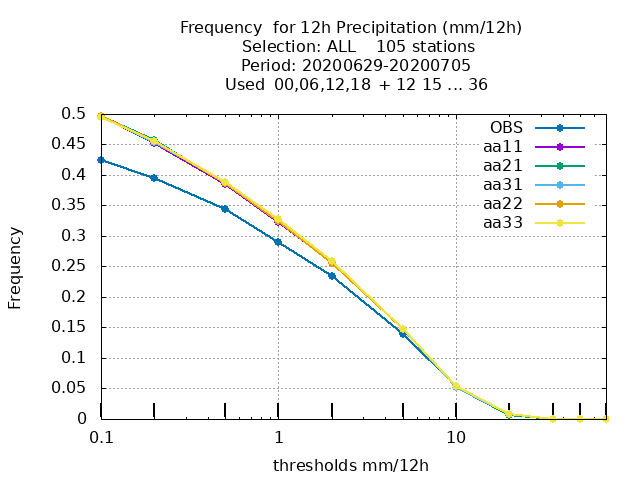 Frequency  for 12h Precipitation (mm/12h)
Selection: ALL    105 stations
Period: 20200629-20200705
Used  00,06,12,18  + 12 15 ... 36
0.5
0.45
0.4
0.35
0.3
0.25
0.2
0.15
0.1
0.05
0
Frequency
OBS
aa11
aa21
aa31
aa22
aa33
0.1
1
10
thresholds mm/12h